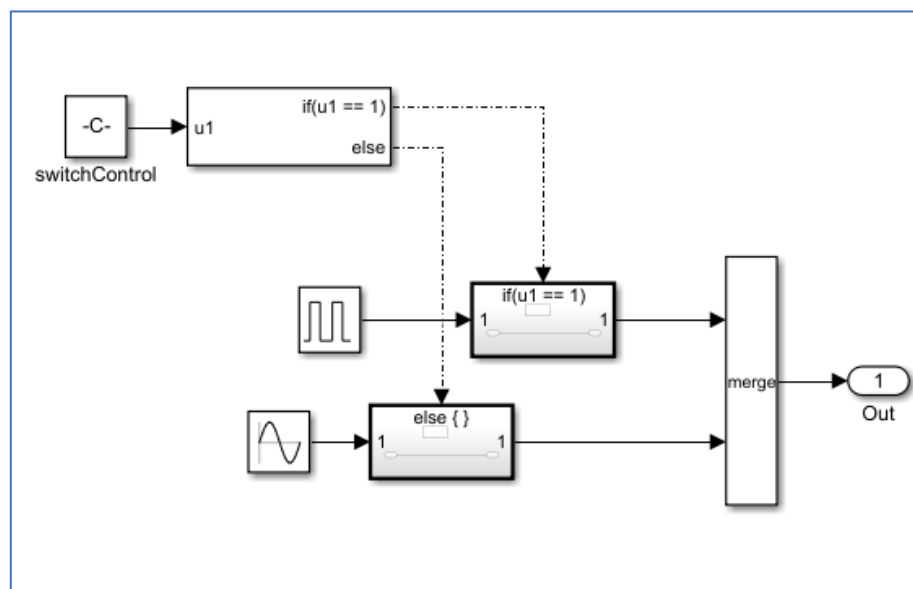 if(u1 == 1)
-C-
u1
else
switchControl
if(u1 == 1)
1
1
merge
1
Out
else { }
1
1